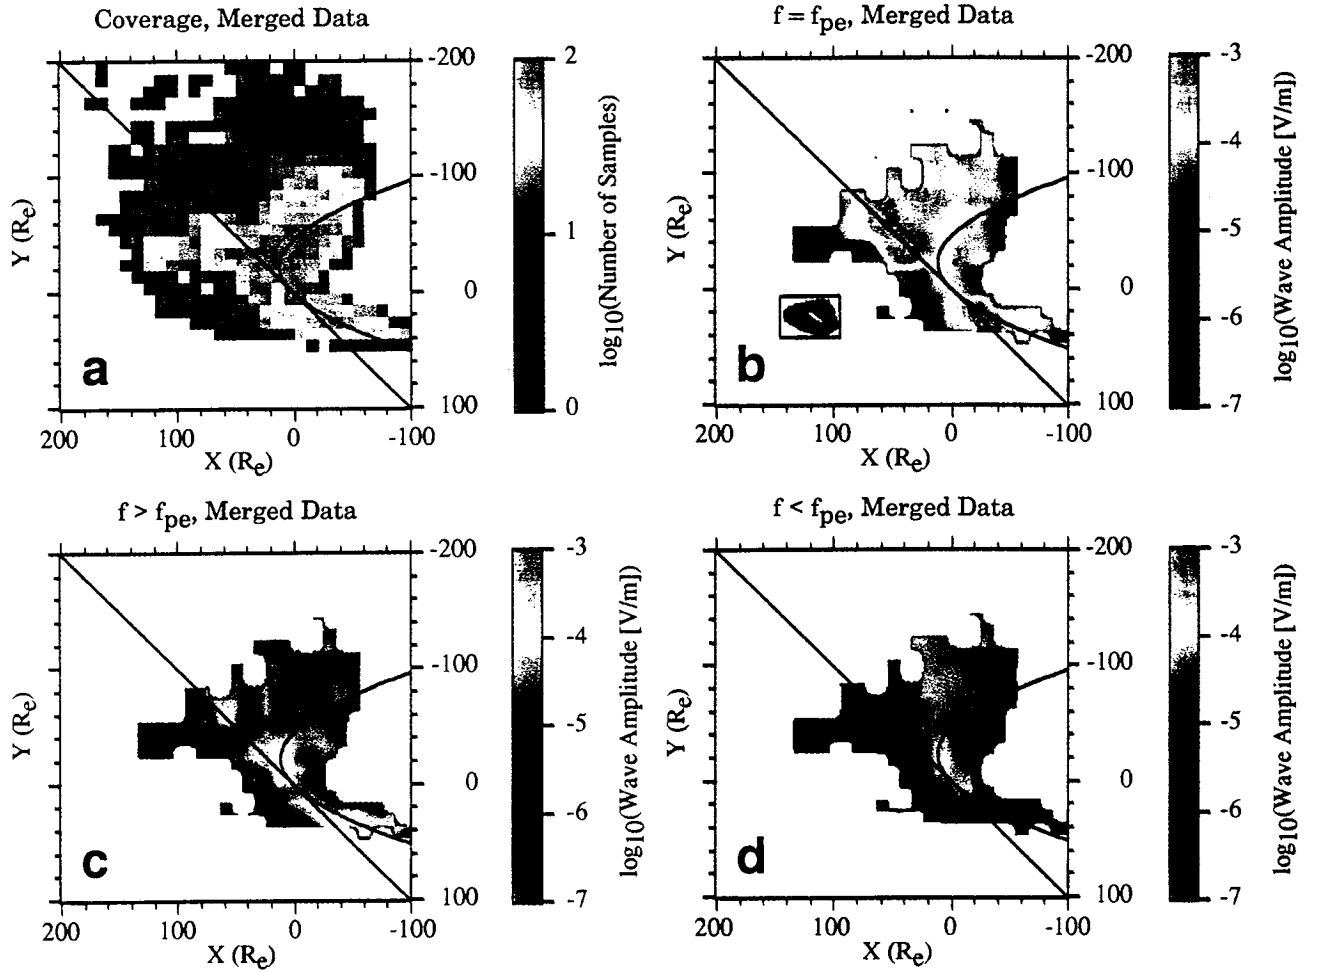 Coverage, Merged Data
-200
-100
0
100
Y (Re)
200
100
0
-100
X (Re)
2
1
0
log10(Number of Samples)
a
f = fpe, Merged Data
-200
-100
0
100
Y (Re)
200
100
0
-100
X (Re)
-3
-4
-5
-6
-7
log10(Wave Amplitude [V/m])
b
f > fpe, Merged Data
-200
-100
0
100
Y (Re)
200
100
0
-100
X (Re)
-3
-4
-5
-6
-7
log10(Wave Amplitude [V/m])
c
f < fpe, Merged Data
-200
-100
0
100
Y (Re)
200
100
0
-100
X (Re)
-3
-4
-5
-6
-7
log10(Wave Amplitude [V/m])
d